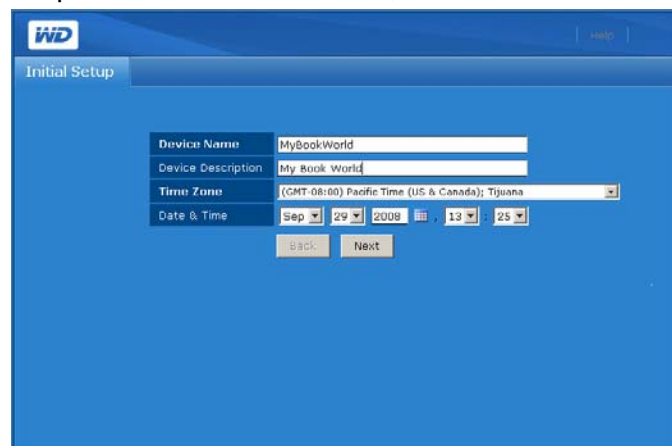 WD
Help
Initial Setup
Device Name MyBookWorld
Device Description My Book World
Time Zone (GMT-08:00) Pacific Time (US & Canada); Tijuana
Date & Time Sep 29 2008 , 13 : 25
Back Next